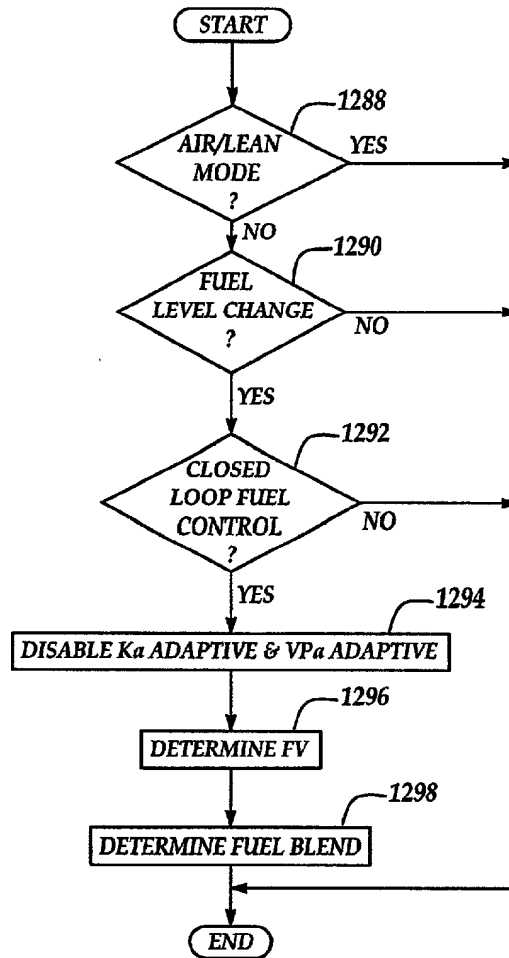 START
1288
AIR/LEAN
MODE
?
YES
NO
1290
FUEL
LEVEL CHANGE
?
NO
YES
1292
CLOSED
LOOP FUEL
CONTROL
?
NO
YES
1294
DISABLE Ka ADAPTIVE & VPa ADAPTIVE
1296
DETERMINE FV
1298
DETERMINE FUEL BLEND
END